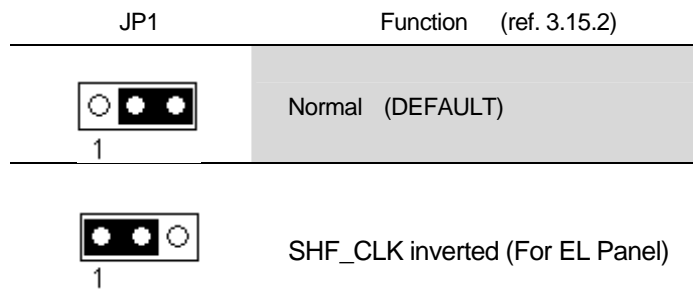 JP1 Function (ref. 3.15.2)
Normal (DEFAULT)
1
SHF_CLK inverted (For EL Panel)
1